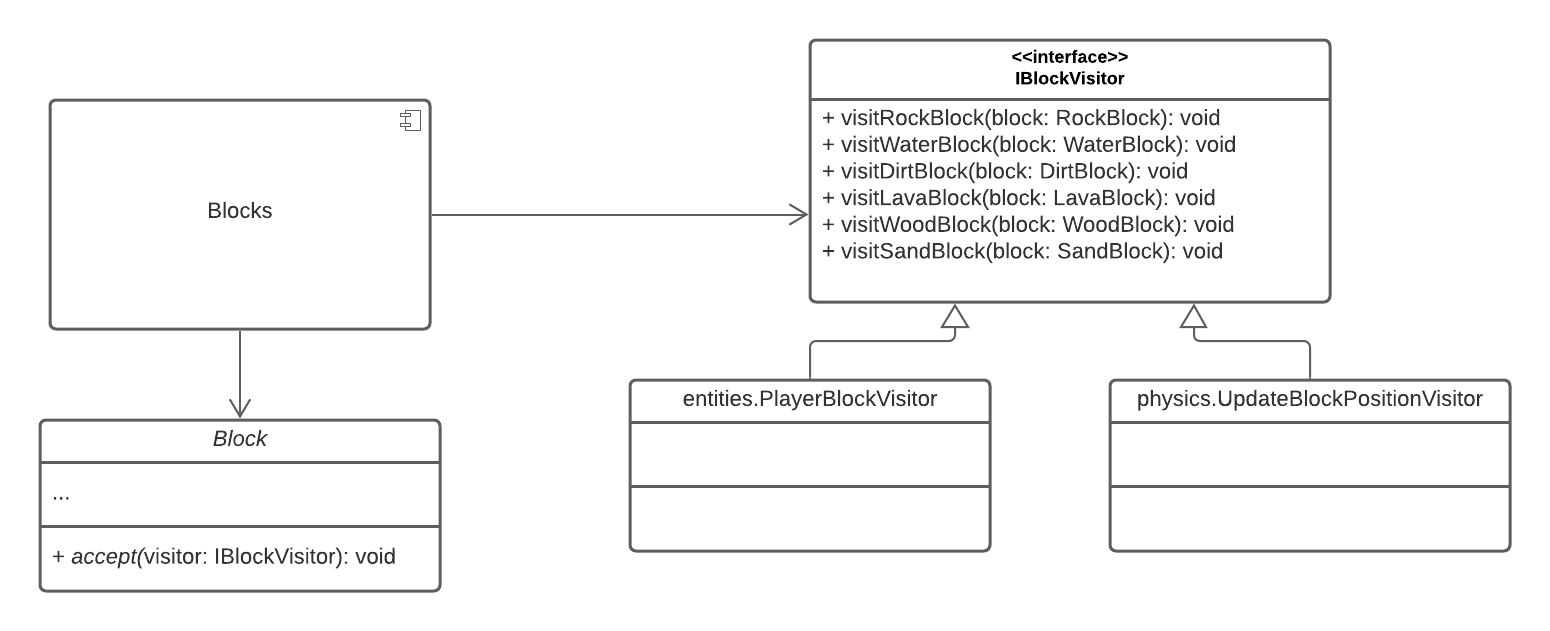 Blocks
<<interface>>
IBlockVisitor
+ visitRockBlock(block: RockBlock): void
+ visitWaterBlock(block: WaterBlock): void
+ visitDirtBlock(block: DirtBlock): void
+ visitLavaBlock(block: LavaBlock): void
+ visitWoodBlock(block: WoodBlock): void
+ visitSandBlock(block: SandBlock): void
Block
...
+ accept(visitor: IBlockVisitor): void
entities.PlayerBlockVisitor
physics.UpdateBlockPositionVisitor